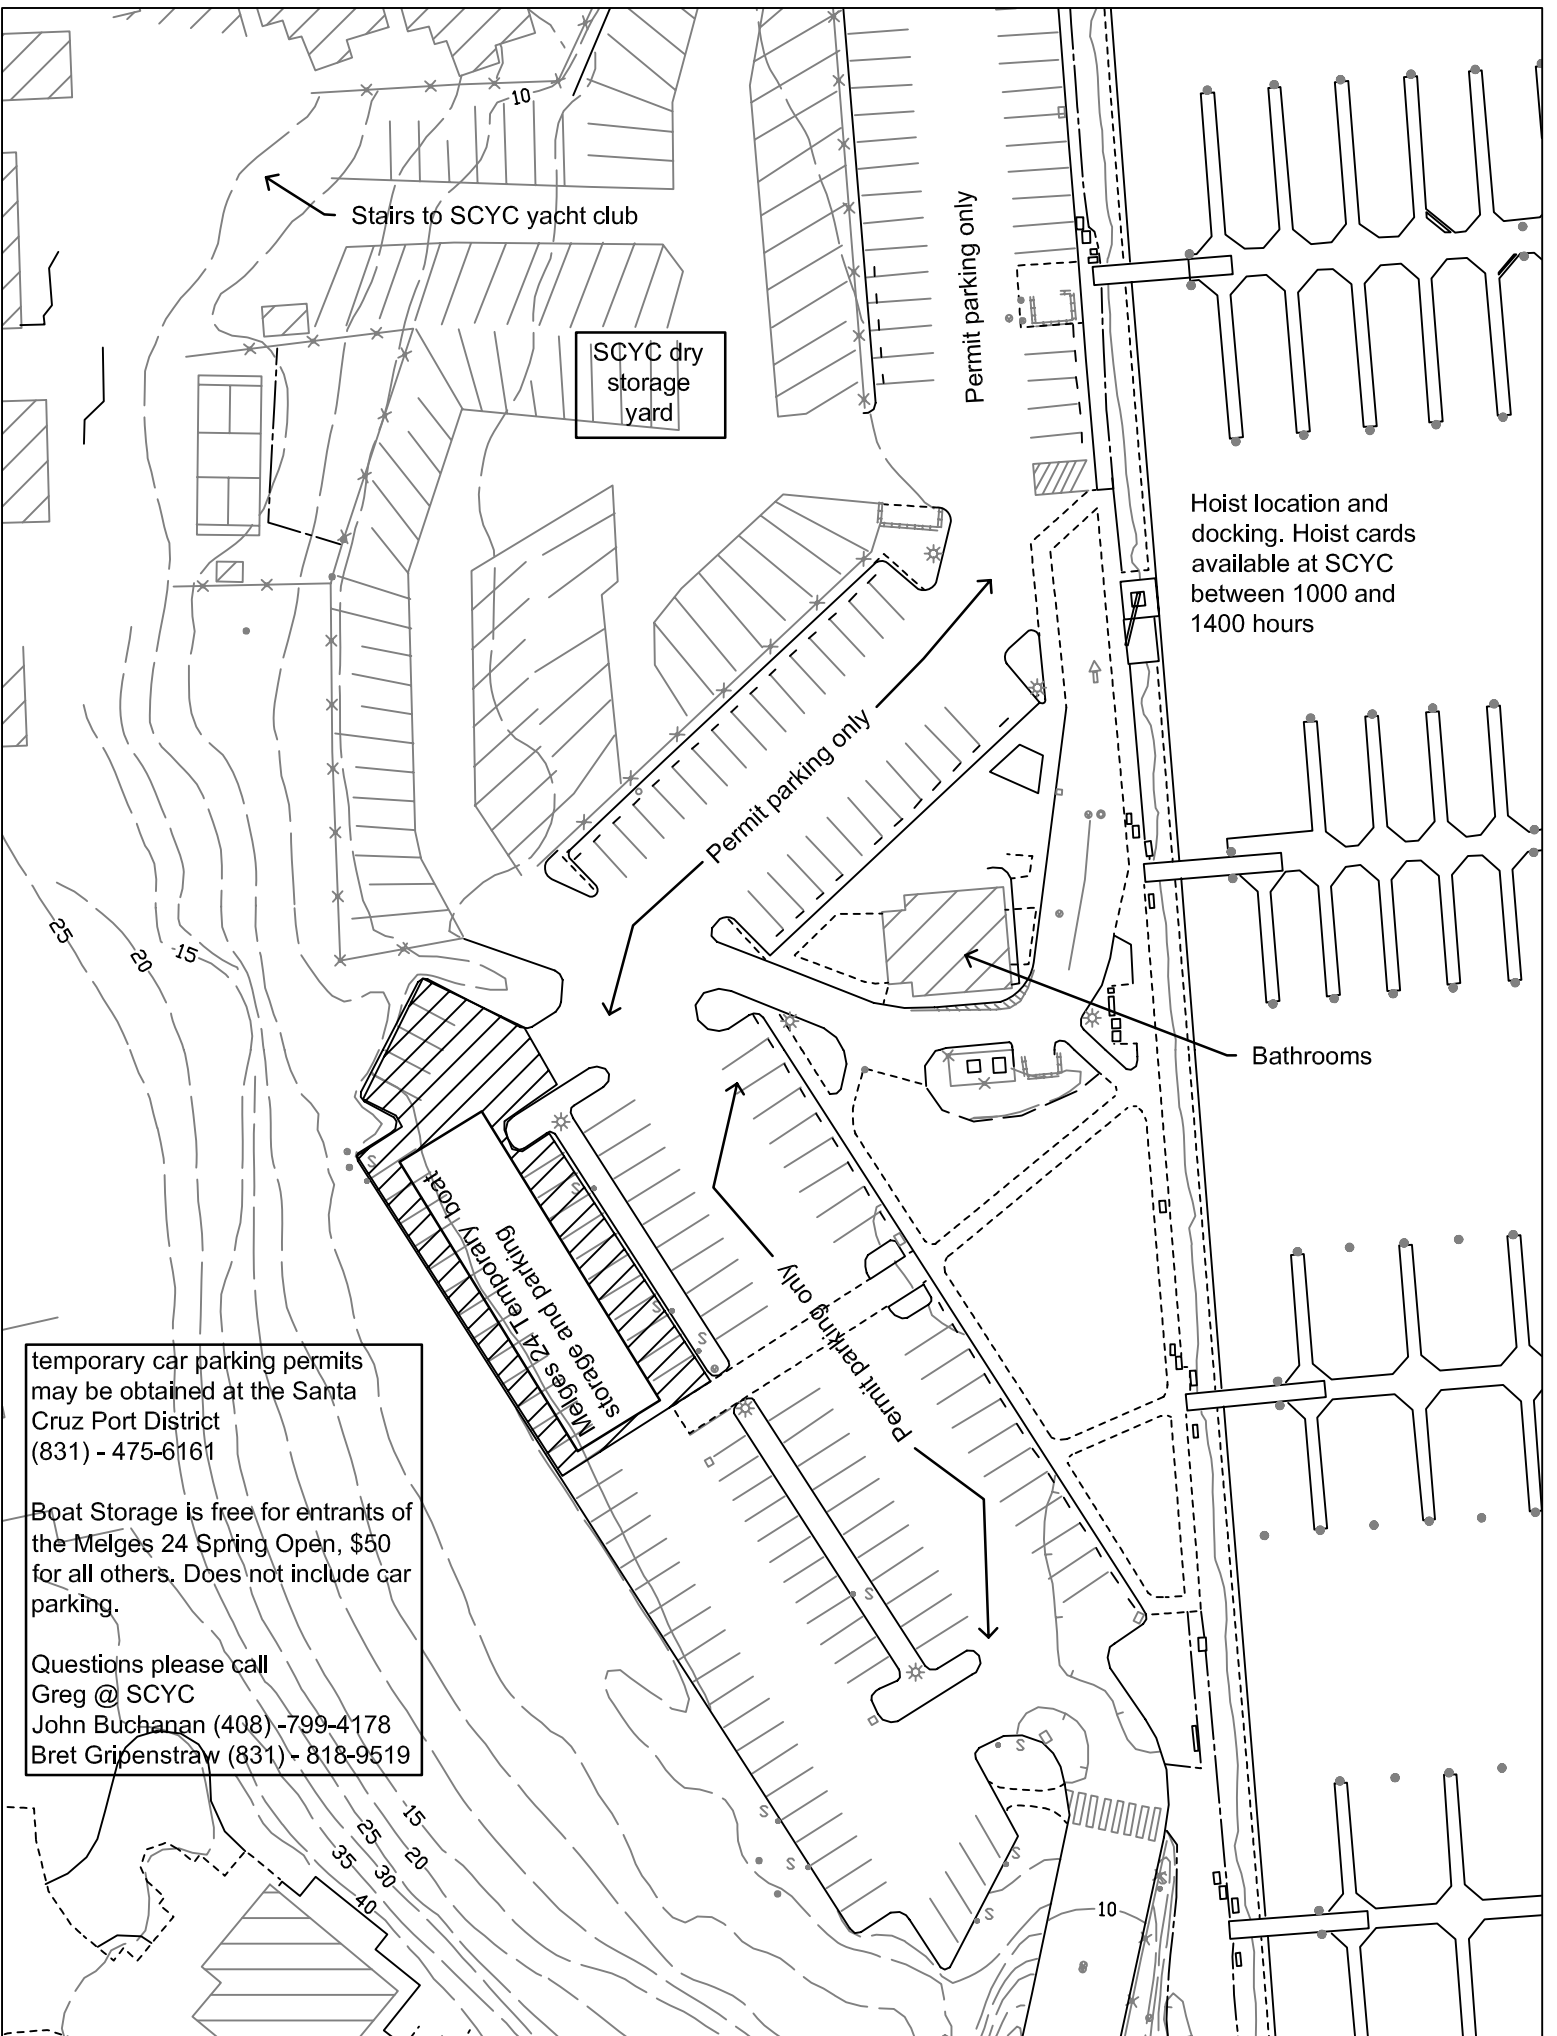 10
Stairs to SCYC yacht club
Permit parking only
SCYC dry
storage
yard
Hoist location and
docking. Hoist cards
available at SCYC
between 1000 and
1400 hours
Permit parking only
25
20
15
Bathrooms
Melges 24 Temporary boat
storage and parking
S
S
S
S
Permit parking only
temporary car parking permits
may be obtained at the Santa
Cruz Port District
(831) - 475-6161
Boat Storage is free for entrants of
the Melges 24 Spring Open, $50
for all others. Does not include car
parking.
Questions please call
Greg @ SCYC
John Buchanan (408) -799-4178
Bret Gripenstraw (831) - 818-9519
S
S
15
25
20
35
30
40
S
S
S
S
10